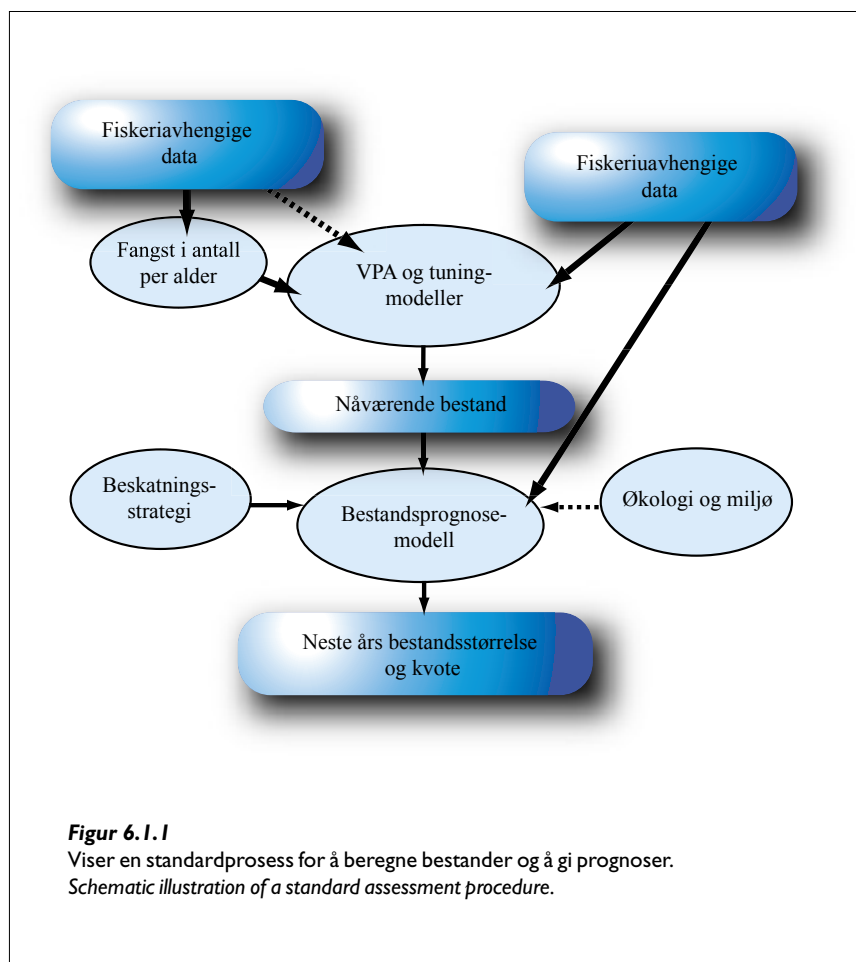 Fiskeriavhengige
data
Fiskeriuavhengige
data
Fangst i antall
per alder
VPA og tuning-
modeller
Nåværende bestand
Beskatnings-
strategi
Bestandsprognose-
modell
Økologi og miljø
Neste års bestandsstørrelse
og kvote
Figur 6.1.1
Viser en standardprosess for å beregne bestander og å gi prognoser.
Schematic illustration of a standard assessment procedure.